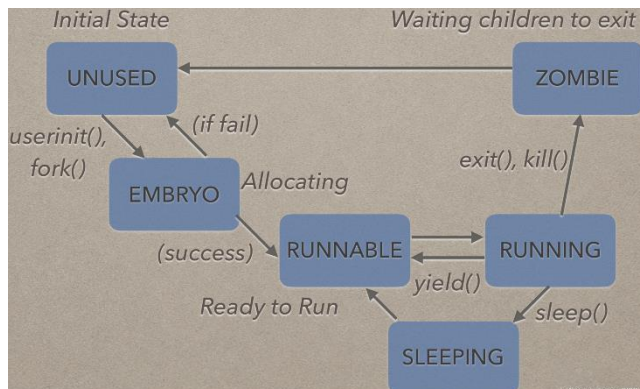 Initial State
Waiting children to exit
UNUSED
ZOMBIE
userinit(),
fork()
(if fail)
exit(), kill()
EMBRYO
Allocating
(success)
RUNNABLE
RUNNING
yield()
Ready to Run
sleep()
SLEEPING